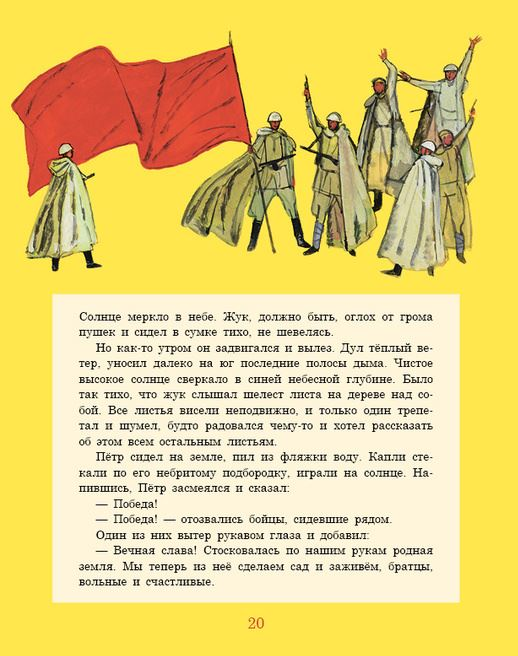 Солнце меркло в небе. Жук, должно быть, оглох от грома
пушек и сидел в сумке тихо, не шевелясь.
Но как-то утром он задвигался и вылез. Дул тёплый ве-
тер, уносил далеко на юг последние полосы дыма. Чистое
высокое солнце сверкало в синей небесной глубине. Было
так тихо, что жук слышал шелест листа на дереве над со-
бой. Все листья висели неподвижно, и только один трепе-
тал и шумел, будто радовался чему-то и хотел рассказать
об этом всем остальным листьям.
Пётр сидел на земле, пил из фляжки воду. Капли сте-
кали по его небритому подбородку, играли на солнце. На-
пившись, Пётр засмеялся и сказал:
— Победа!
— Победа! — отозвались бойцы, сидевшие рядом.
Один из них вытер рукавом глаза и добавил:
— Вечная слава! Стосковалась по нашим рукам родная
земля. Мы теперь из неё сделаем сад и заживём, братцы,
вольные и счастливые.
20